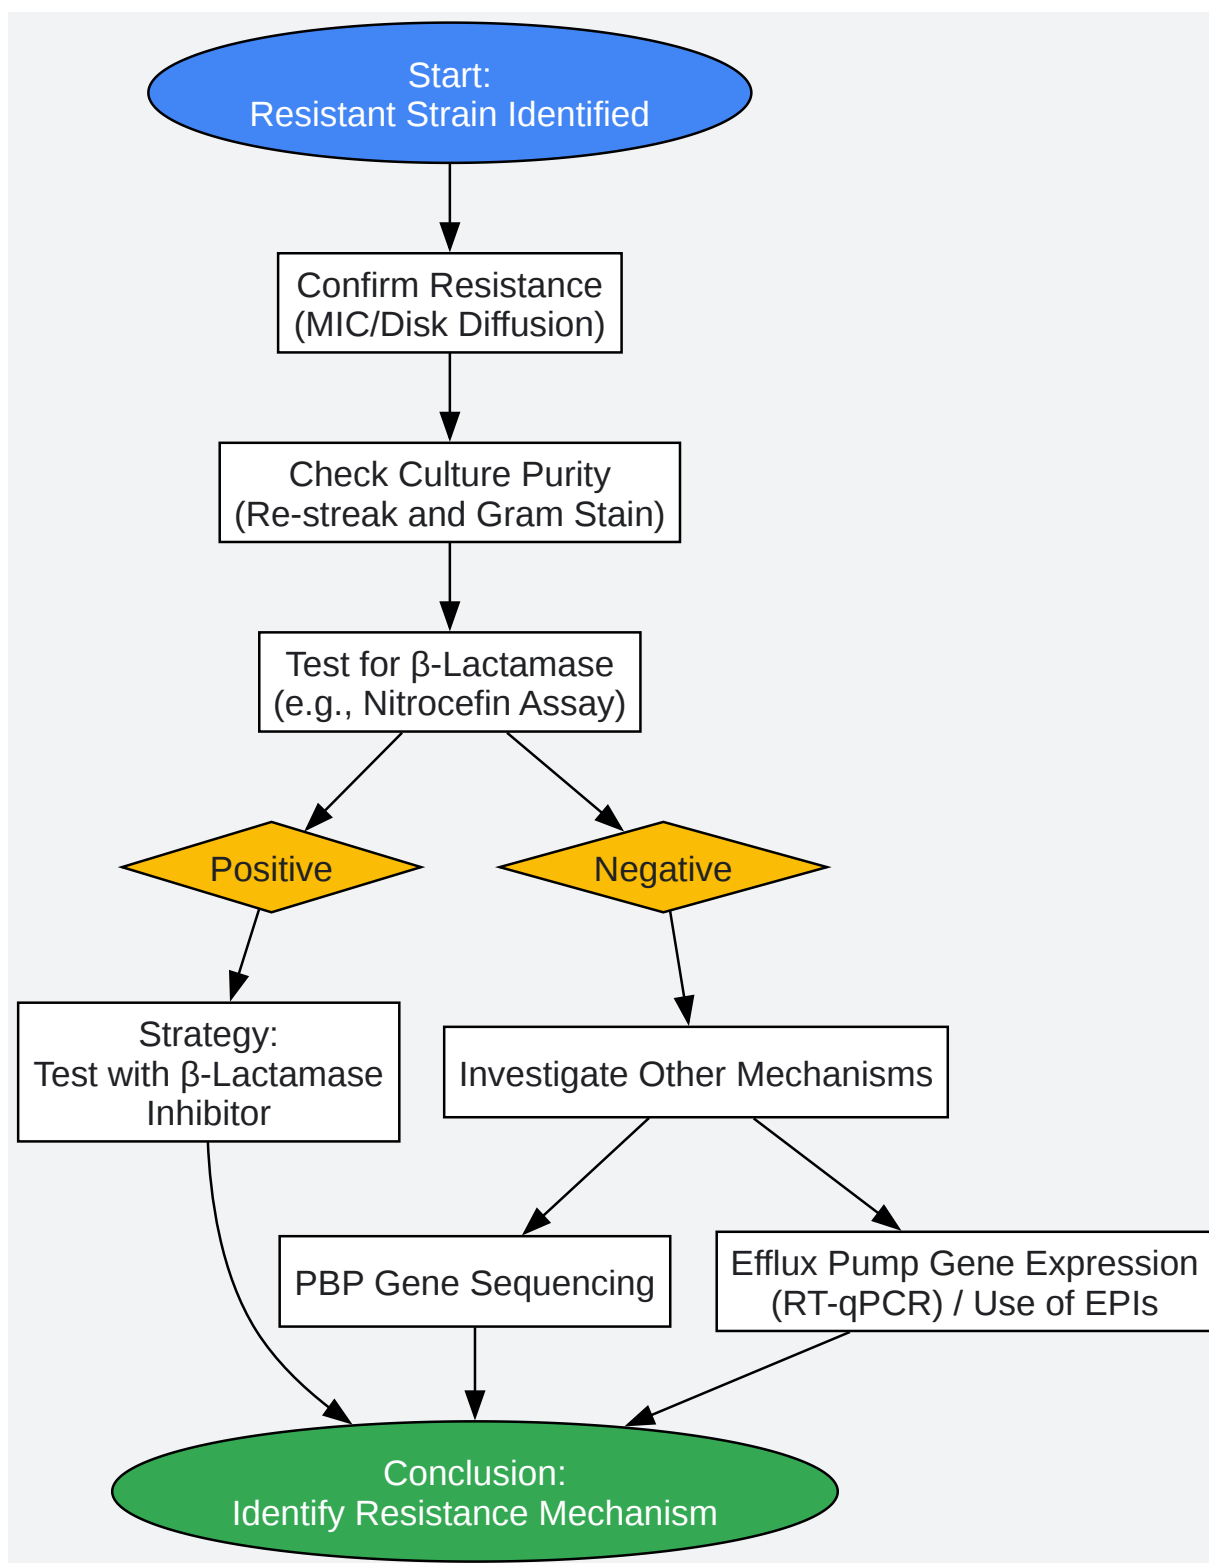 Start:
Resistant Strain Identified
Confirm Resistance
(MIC/Disk Diffusion)
Check Culture Purity
(Re-streak and Gram Stain)
Test for β-Lactamase
(e.g., Nitrocefin Assay)
Positive
Negative
Strategy:
Test with β-Lactamase
Inhibitor
Investigate Other Mechanisms
PBP Gene Sequencing
Efflux Pump Gene Expression
(RT-qPCR) / Use of EPIs
Conclusion:
Identify Resistance Mechanism